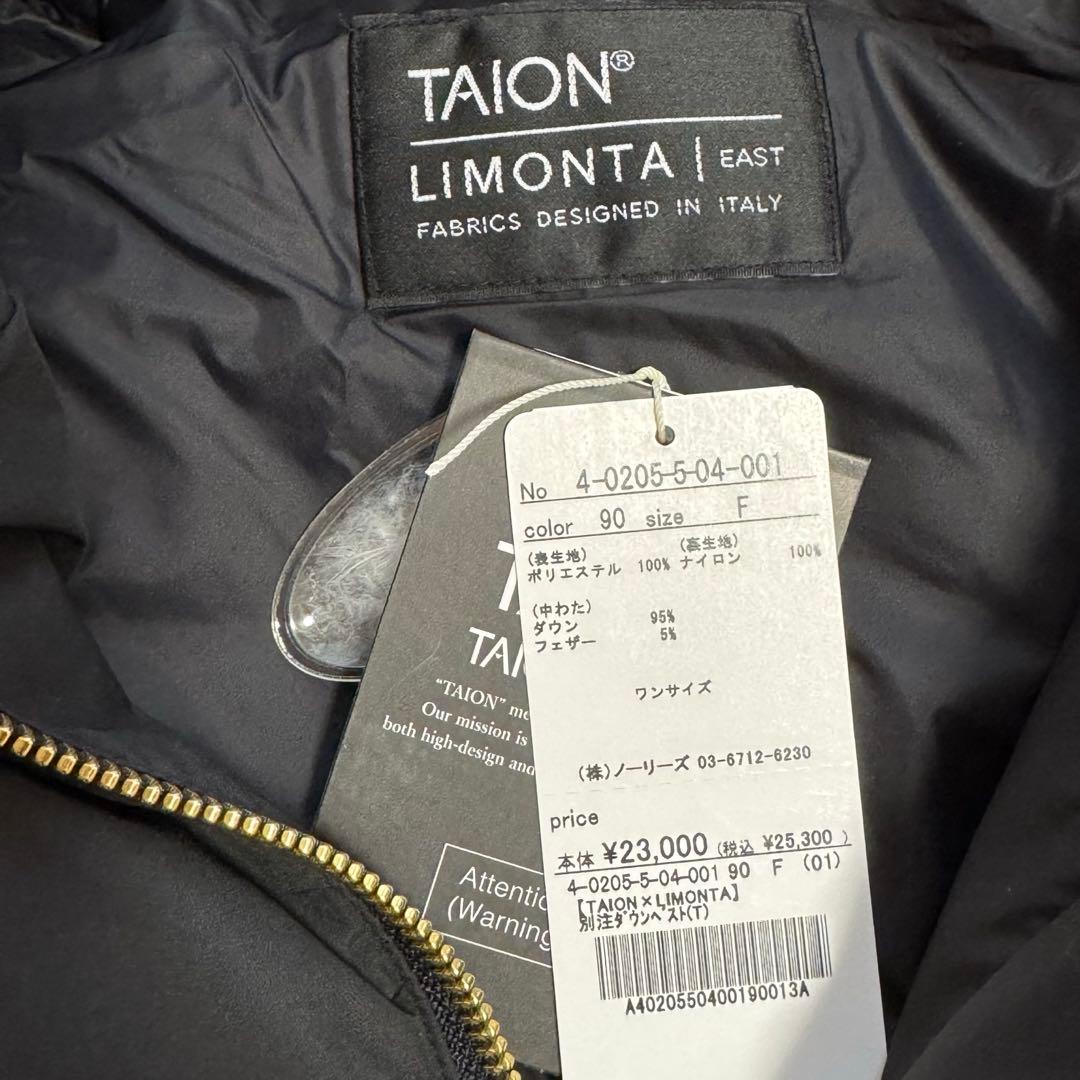 TAION®
LIMONTA | EAST
FABRICS DESIGNED IN ITALY
No 4-0205-5-04-001
color 90 size F
(表生地) (裏生地)
ポリエステル 100% ナイロン 100%
(中わた)
ダウン 95%
フェザー 5%
ワンサイズ
(株)ノーリーズ 03-6712-6230
price
本体 ¥23,000 (税込 ¥25,300 )
4-0205-5-04-001 90 F (01)
【TAION×LIMONTA】
別注ダウンベスト(T)
A4020550400190013A
TAI
"TAION" me
Our mission is
both high-design and
Attentio
(Warning